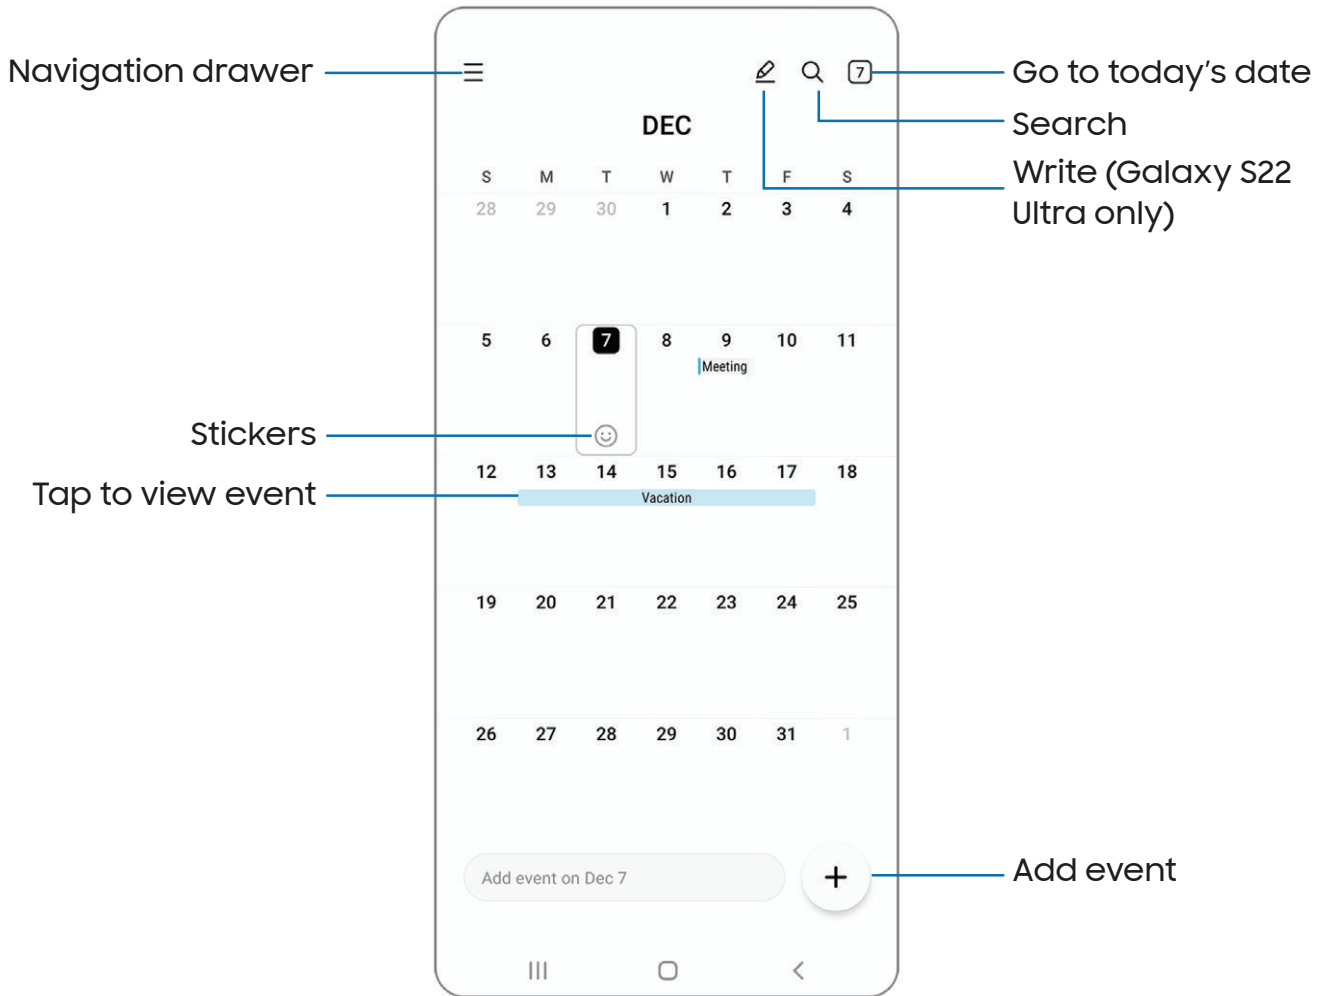 Navigation drawer
7
Go to today's date
Search
Write (Galaxy S22
Ultra only)
DEC
S M T W T F S
28 29 30 1 2 3 4
5 6 7 8 9 10 11
Meeting
Stickers
12 13 14 15 16 17 18
Tap to view event
Vacation
19 20 21 22 23 24 25
26 27 28 29 30 31 1
Add event on Dec 7
Add event